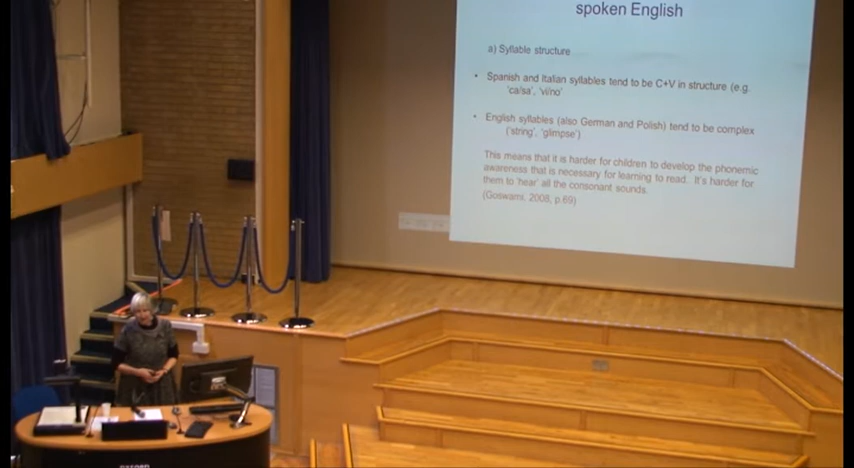 spoken English
a) Syllable structure
• Spanish and Italian syllables tend to be C+V in structure (e.g.
'ca/sa', 'vi/no'
• English syllables (also German and Polish) tend to be complex
('string', 'glimpse')
This means that it is harder for children to develop the phonemic
awareness that is necessary for learning to read. It's harder for
them to 'hear' all the consonant sounds.
(Goswami, 2008, p.69)